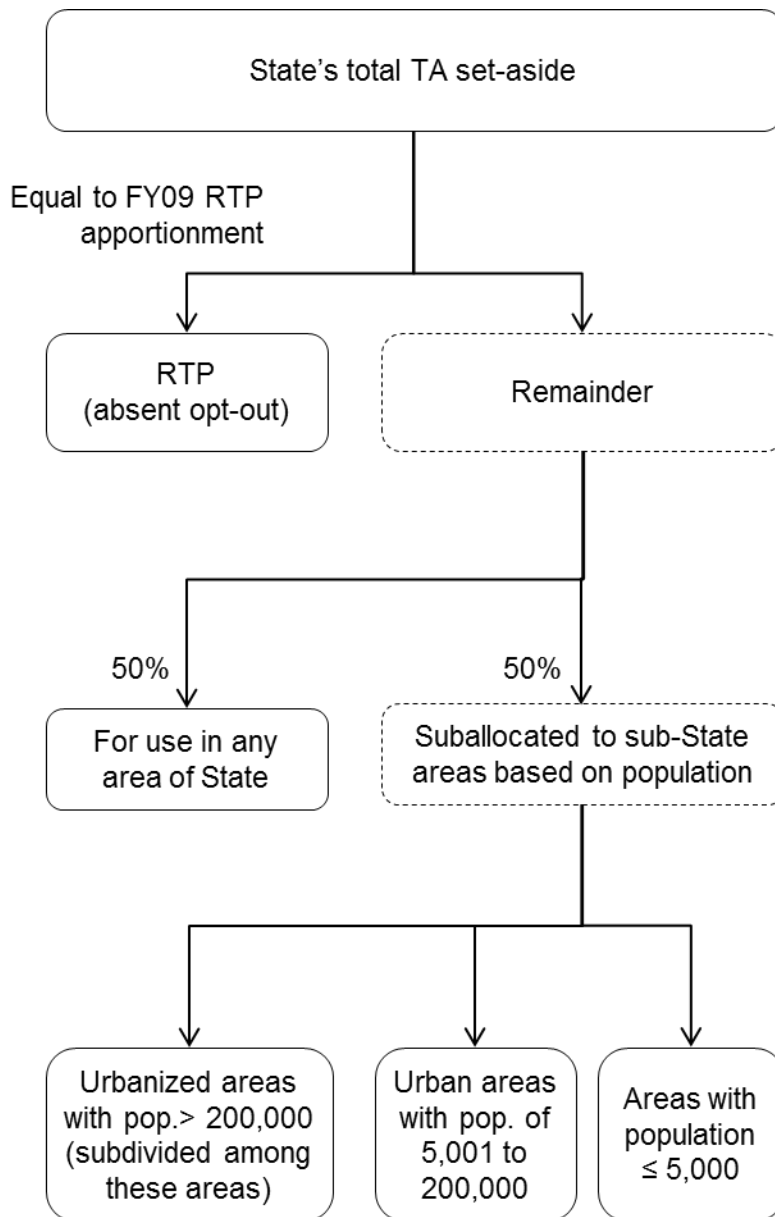 State's total TA set-aside
Equal to FY09 RTP
apportionment
RTP
(absent opt-out)
Remainder
50%
50%
For use in any
area of State
Suballocated to sub-State
areas based on population
Urbanized areas
with pop.> 200,000
(subdivided among
these areas)
Urban areas
with pop. of
5,001 to
200,000
Areas with
population
≤ 5,000